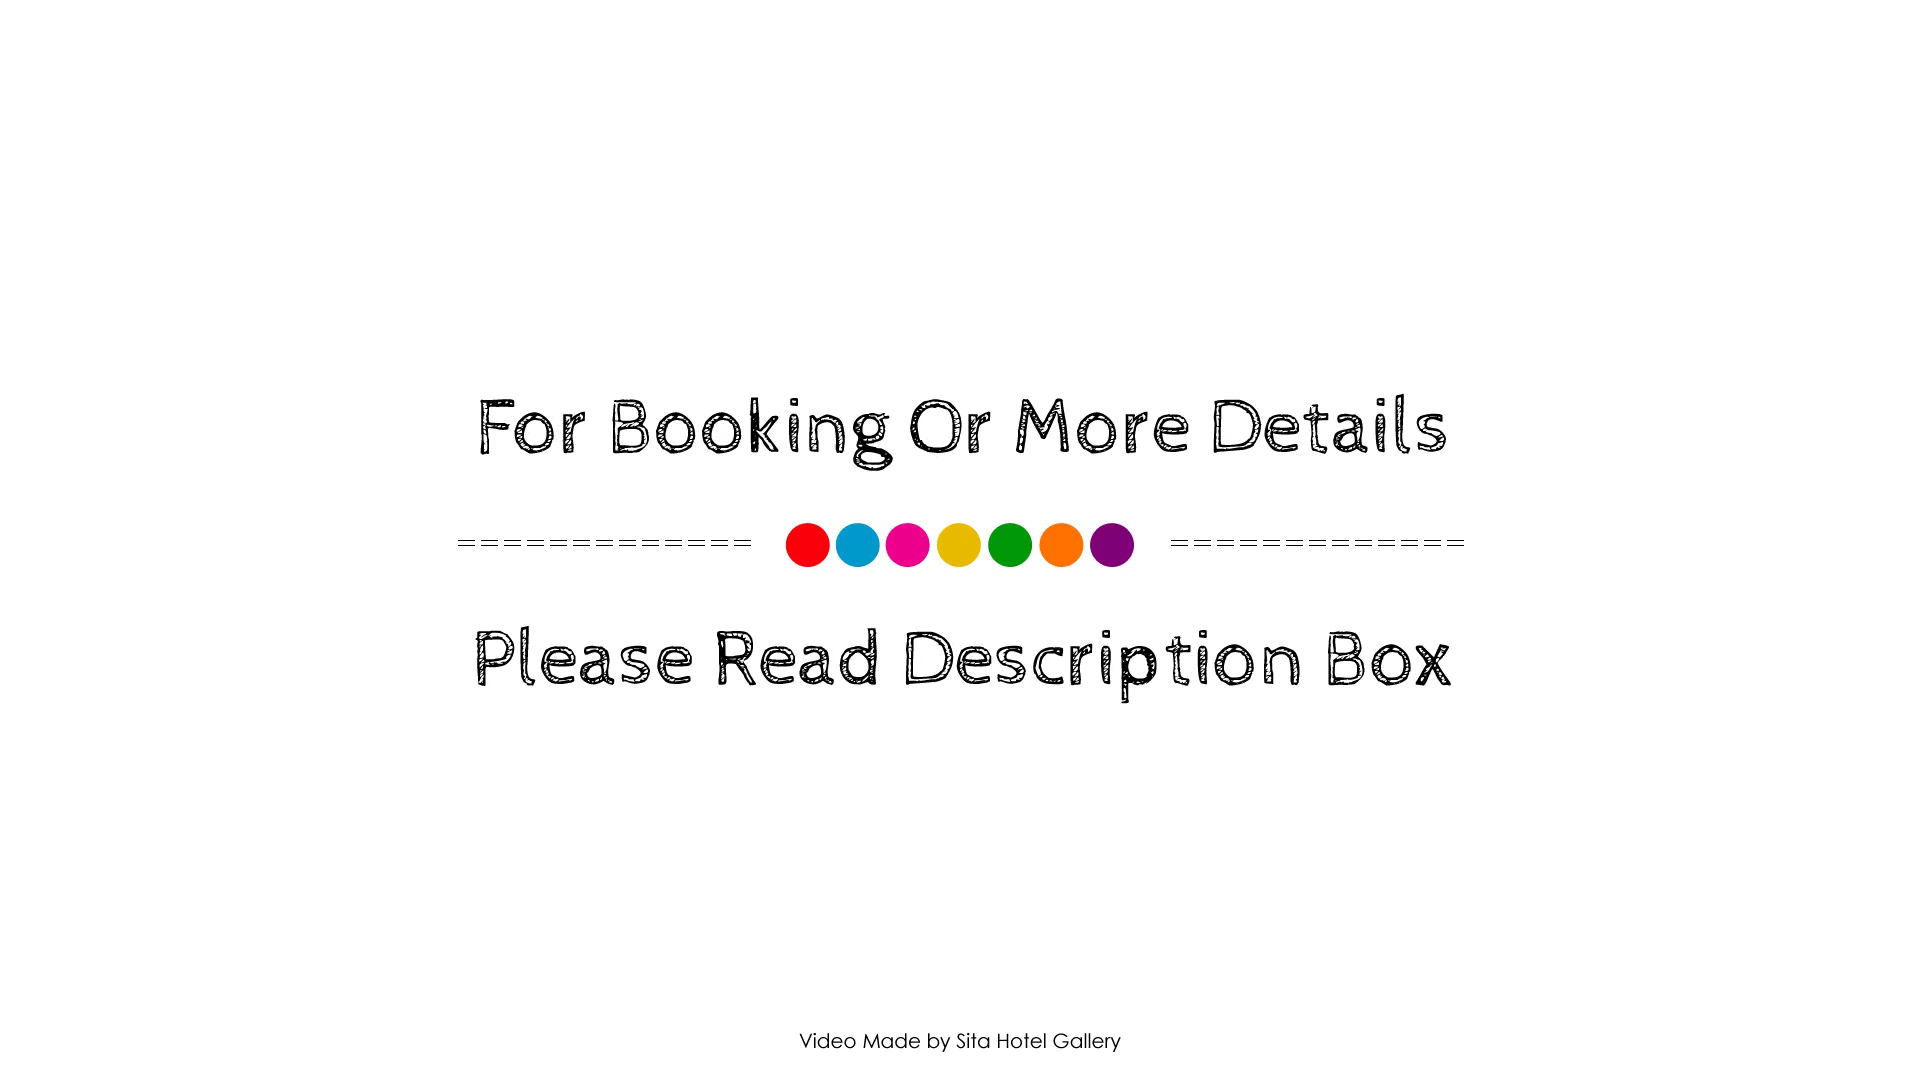 For Booking Or More Details
============= =============
Please Read Description Box
Video Made by Sita Hotel Gallery